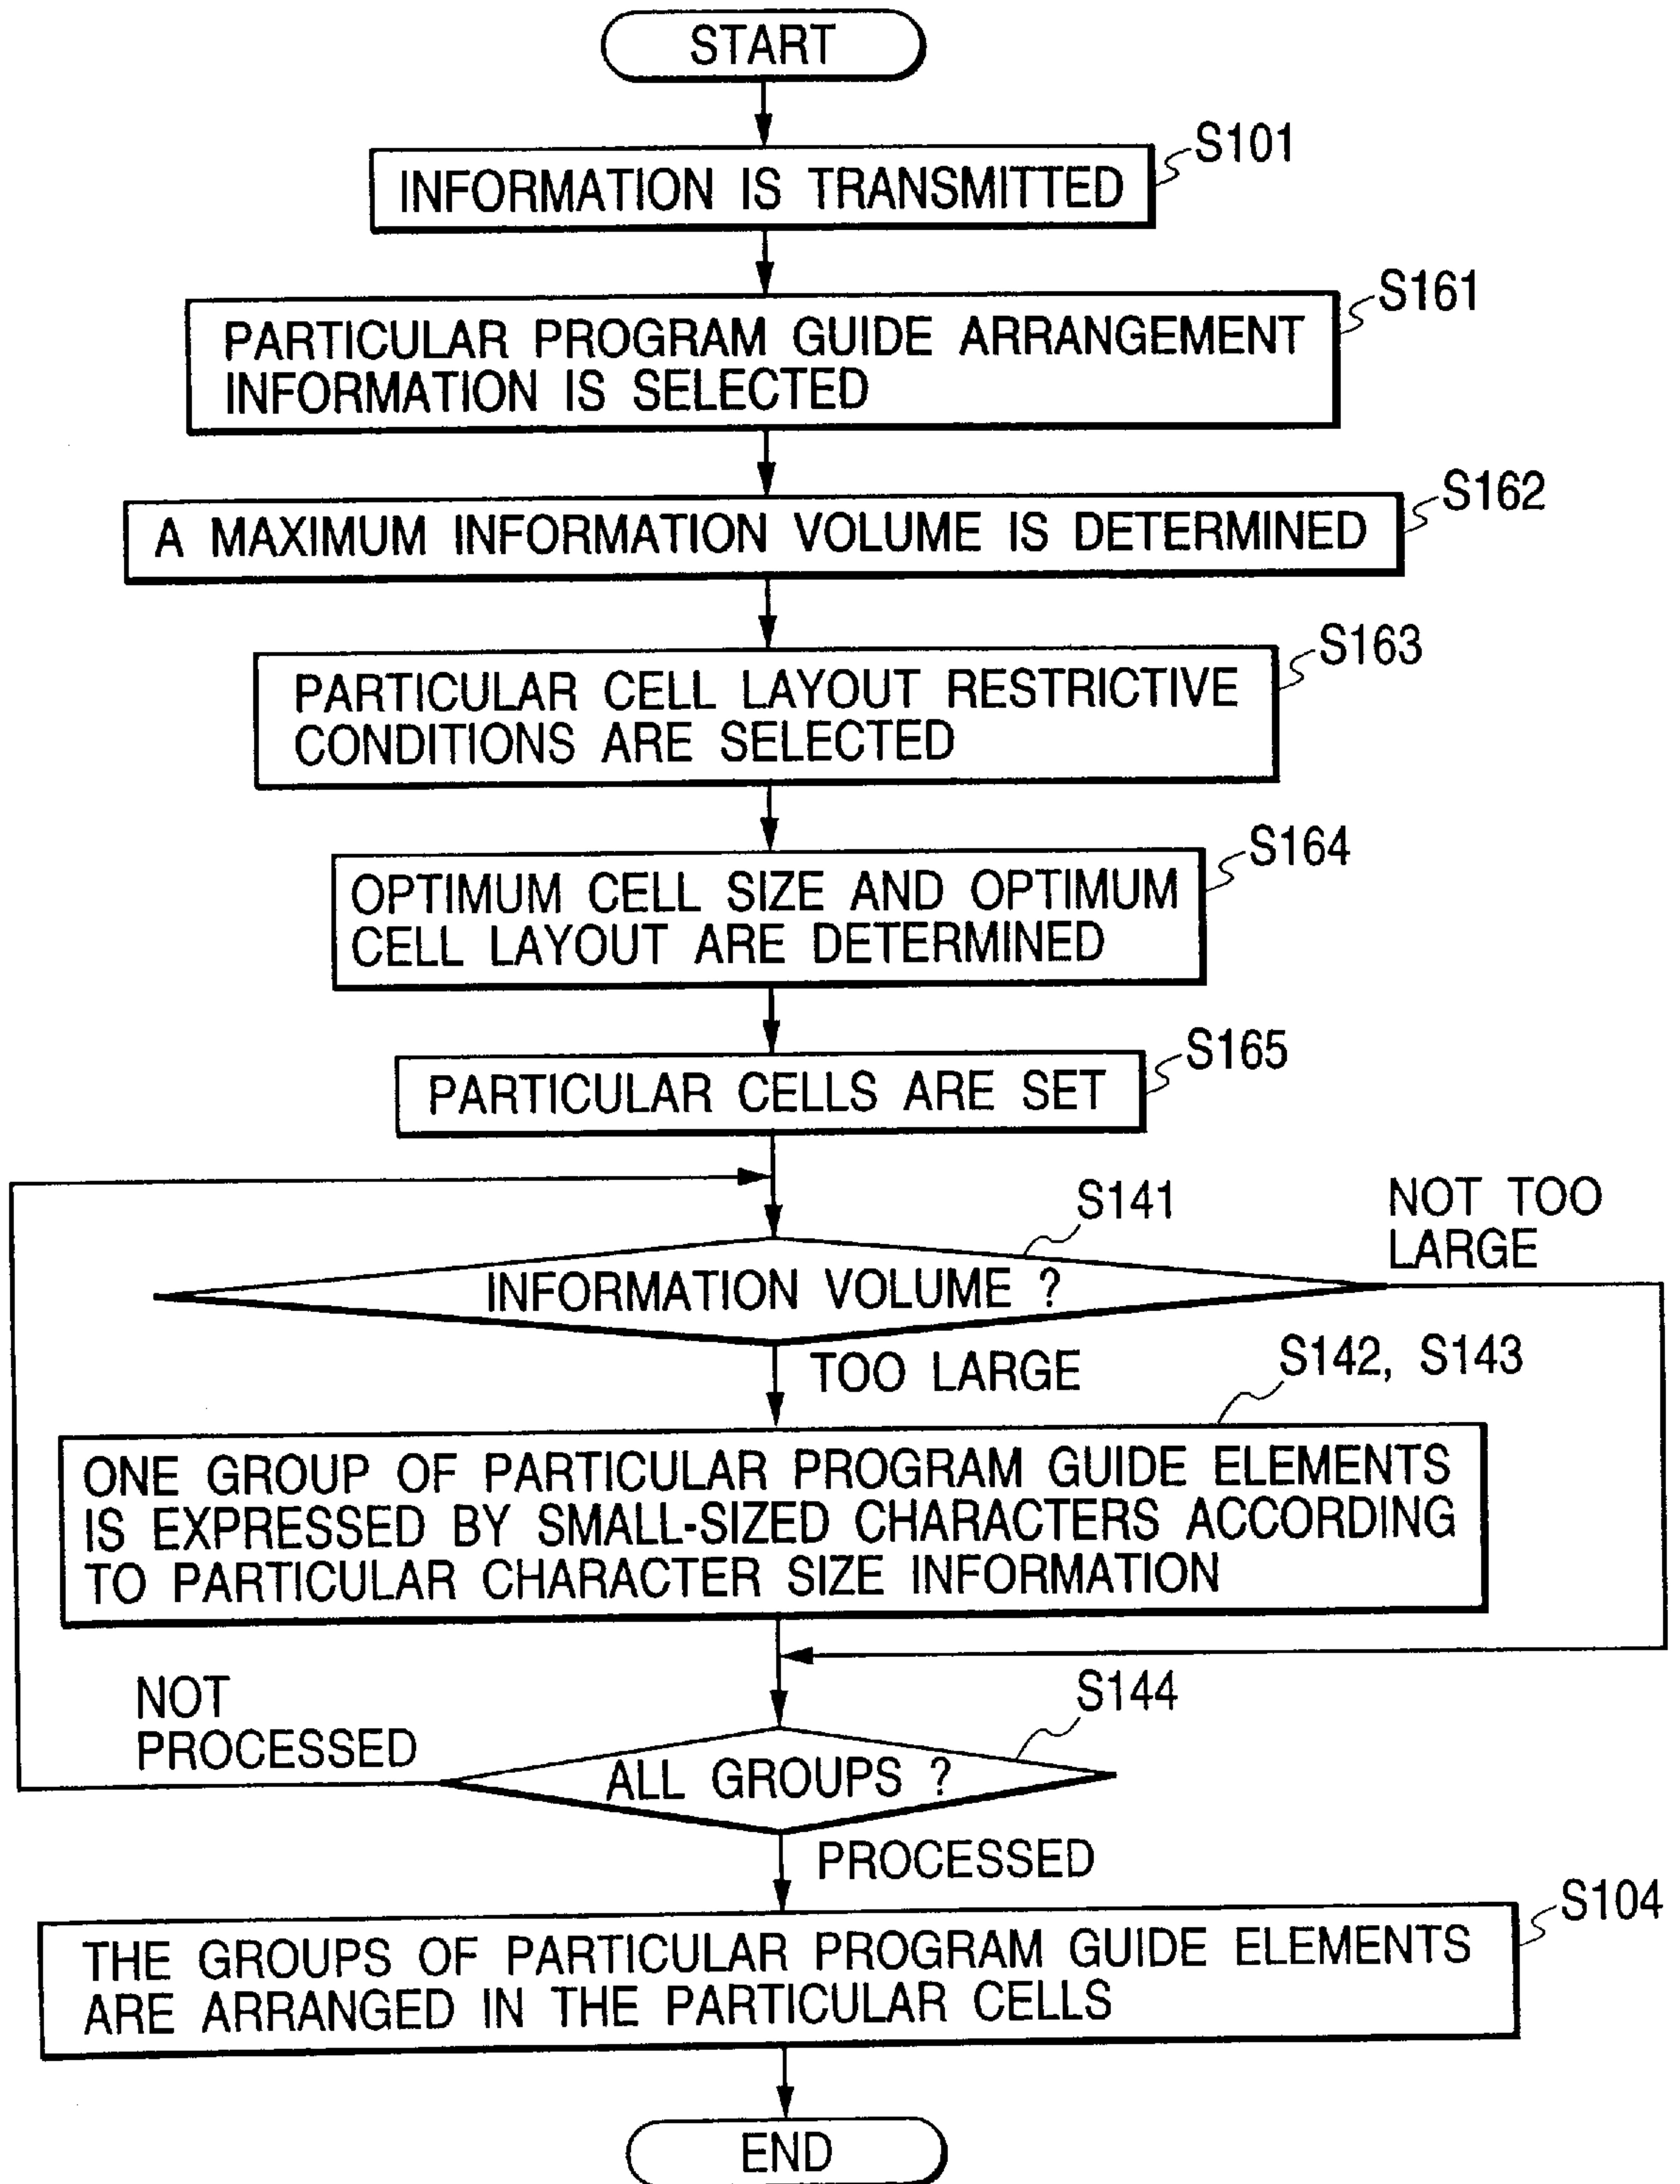 START
S101
INFORMATION IS TRANSMITTED
S161
PARTICULAR PROGRAM GUIDE ARRANGEMENT
INFORMATION IS SELECTED
S162
A MAXIMUM INFORMATION VOLUME IS DETERMINED
S163
PARTICULAR CELL LAYOUT RESTRICTIVE
CONDITIONS ARE SELECTED
S164
OPTIMUM CELL SIZE AND OPTIMUM
CELL LAYOUT ARE DETERMINED
S165
PARTICULAR CELLS ARE SET
S141
NOT TOO
LARGE
INFORMATION VOLUME ?
TOO LARGE
S142, S143
ONE GROUP OF PARTICULAR PROGRAM GUIDE ELEMENTS
IS EXPRESSED BY SMALL-SIZED CHARACTERS ACCORDING
TO PARTICULAR CHARACTER SIZE INFORMATION
NOT
PROCESSED
S144
ALL GROUPS ?
PROCESSED
S104
THE GROUPS OF PARTICULAR PROGRAM GUIDE ELEMENTS
ARE ARRANGED IN THE PARTICULAR CELLS
END